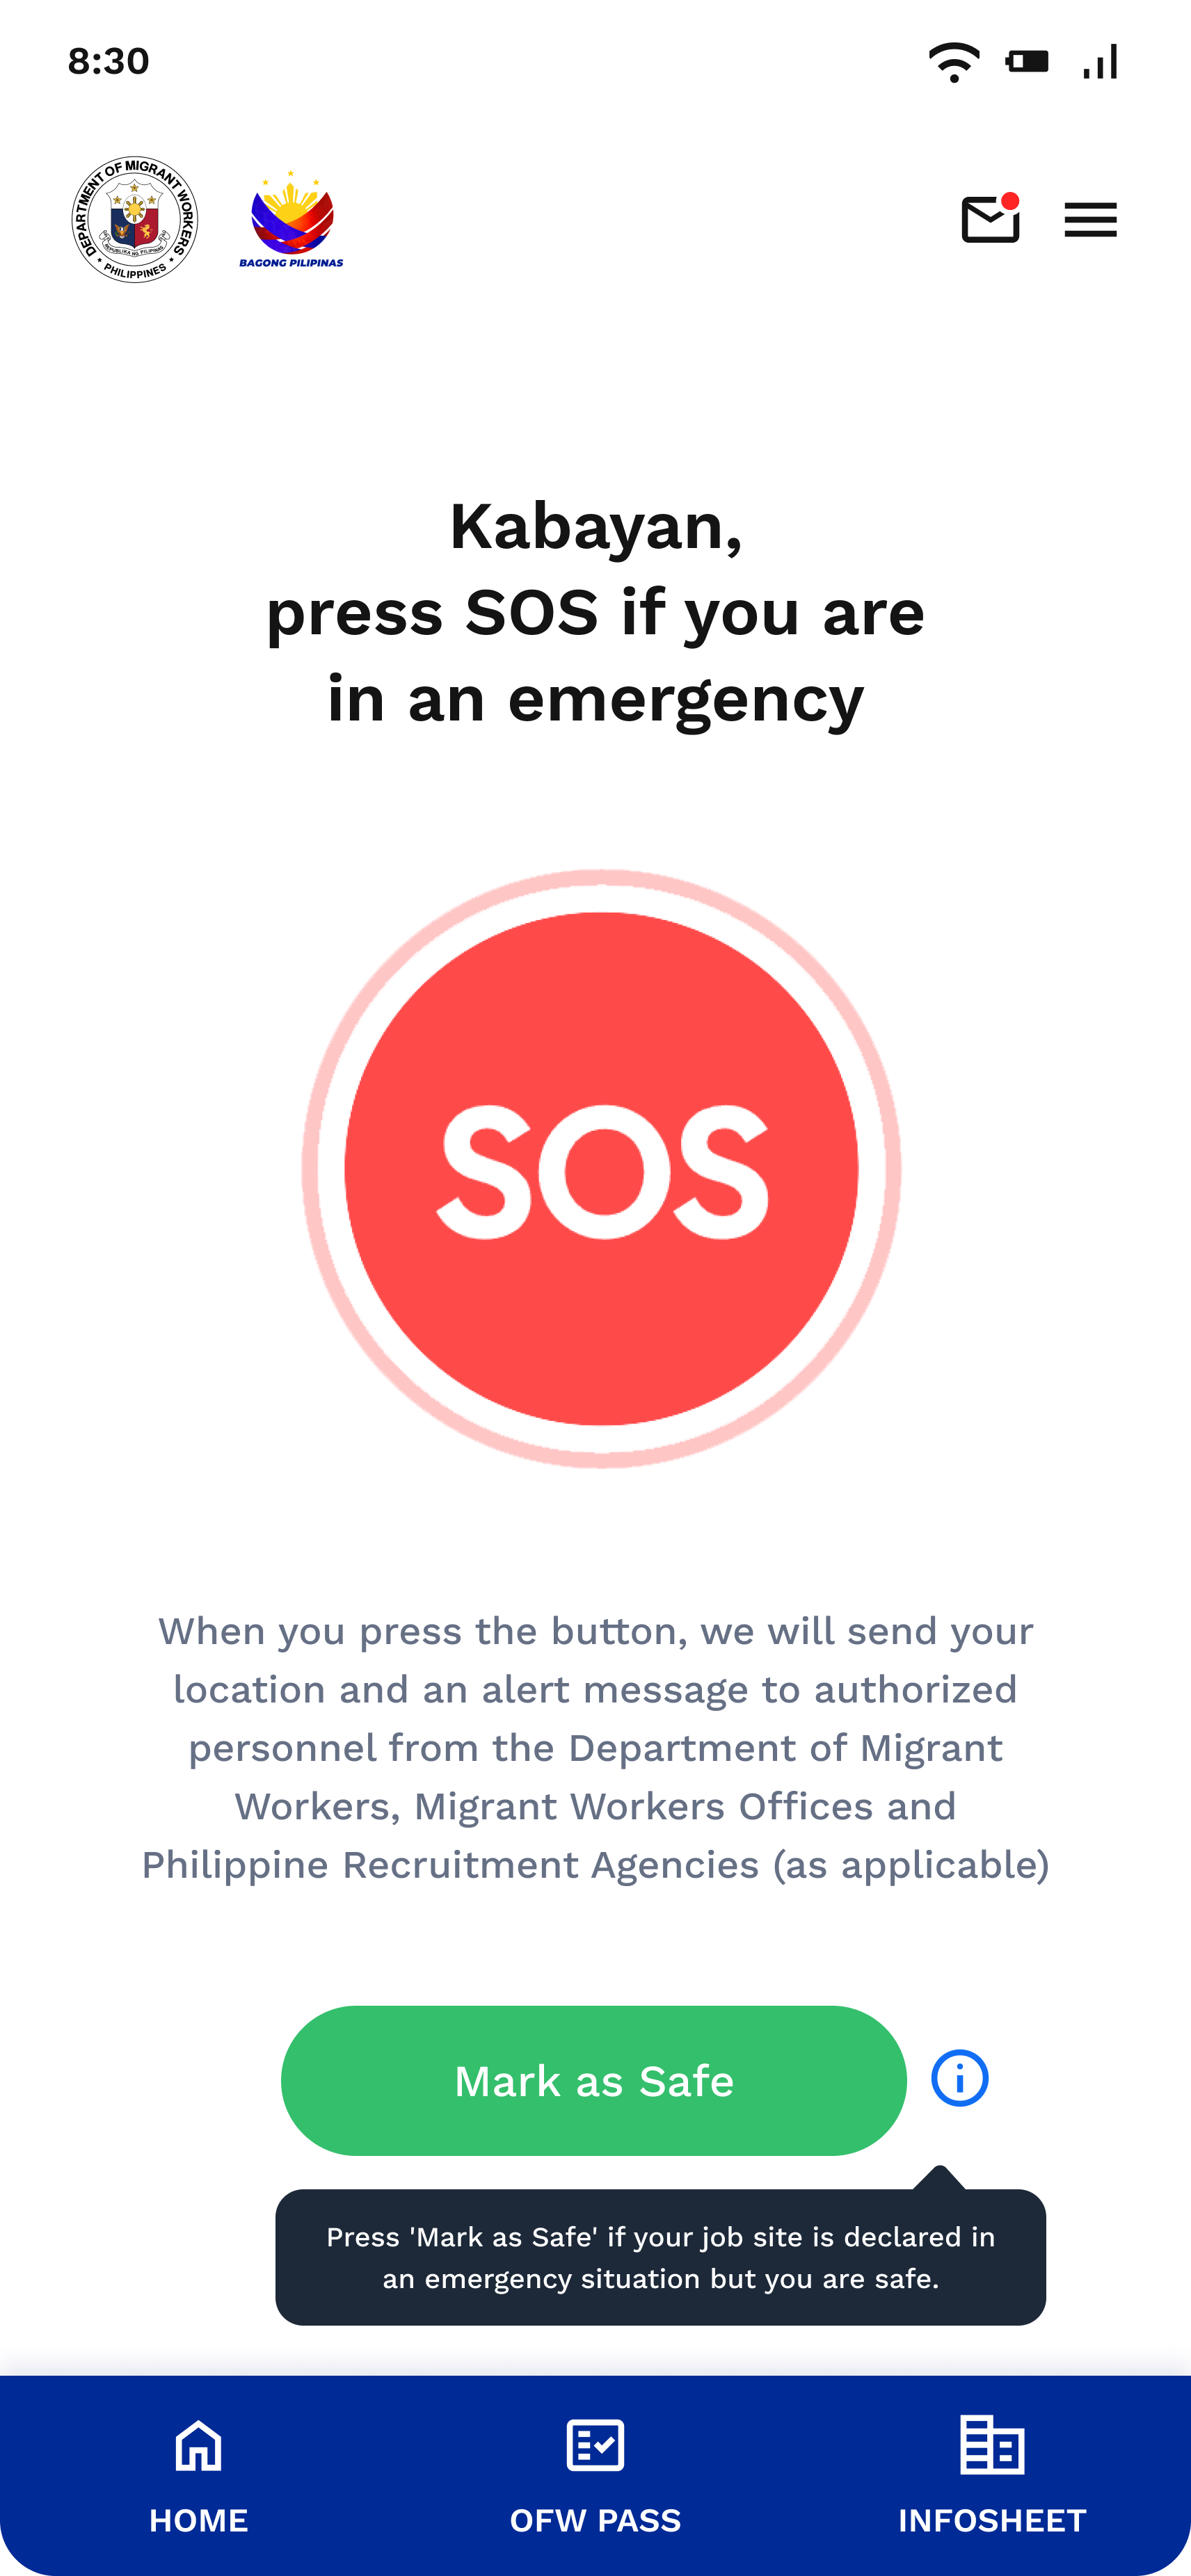 8:30
DEPARTMENT OF MIGRANT WORKERS
REPUBLIKA NG PILIPINAS
★ PHILIPPINES ★
BAGONG PILIPINAS
Kabayan,
press SOS if you are
in an emergency
SOS
When you press the button, we will send your
location and an alert message to authorized
personnel from the Department of Migrant
Workers, Migrant Workers Offices and
Philippine Recruitment Agencies (as applicable)
Mark as Safe
Press 'Mark as Safe' if your job site is declared in
an emergency situation but you are safe.
HOME
OFW PASS
INFOSHEET